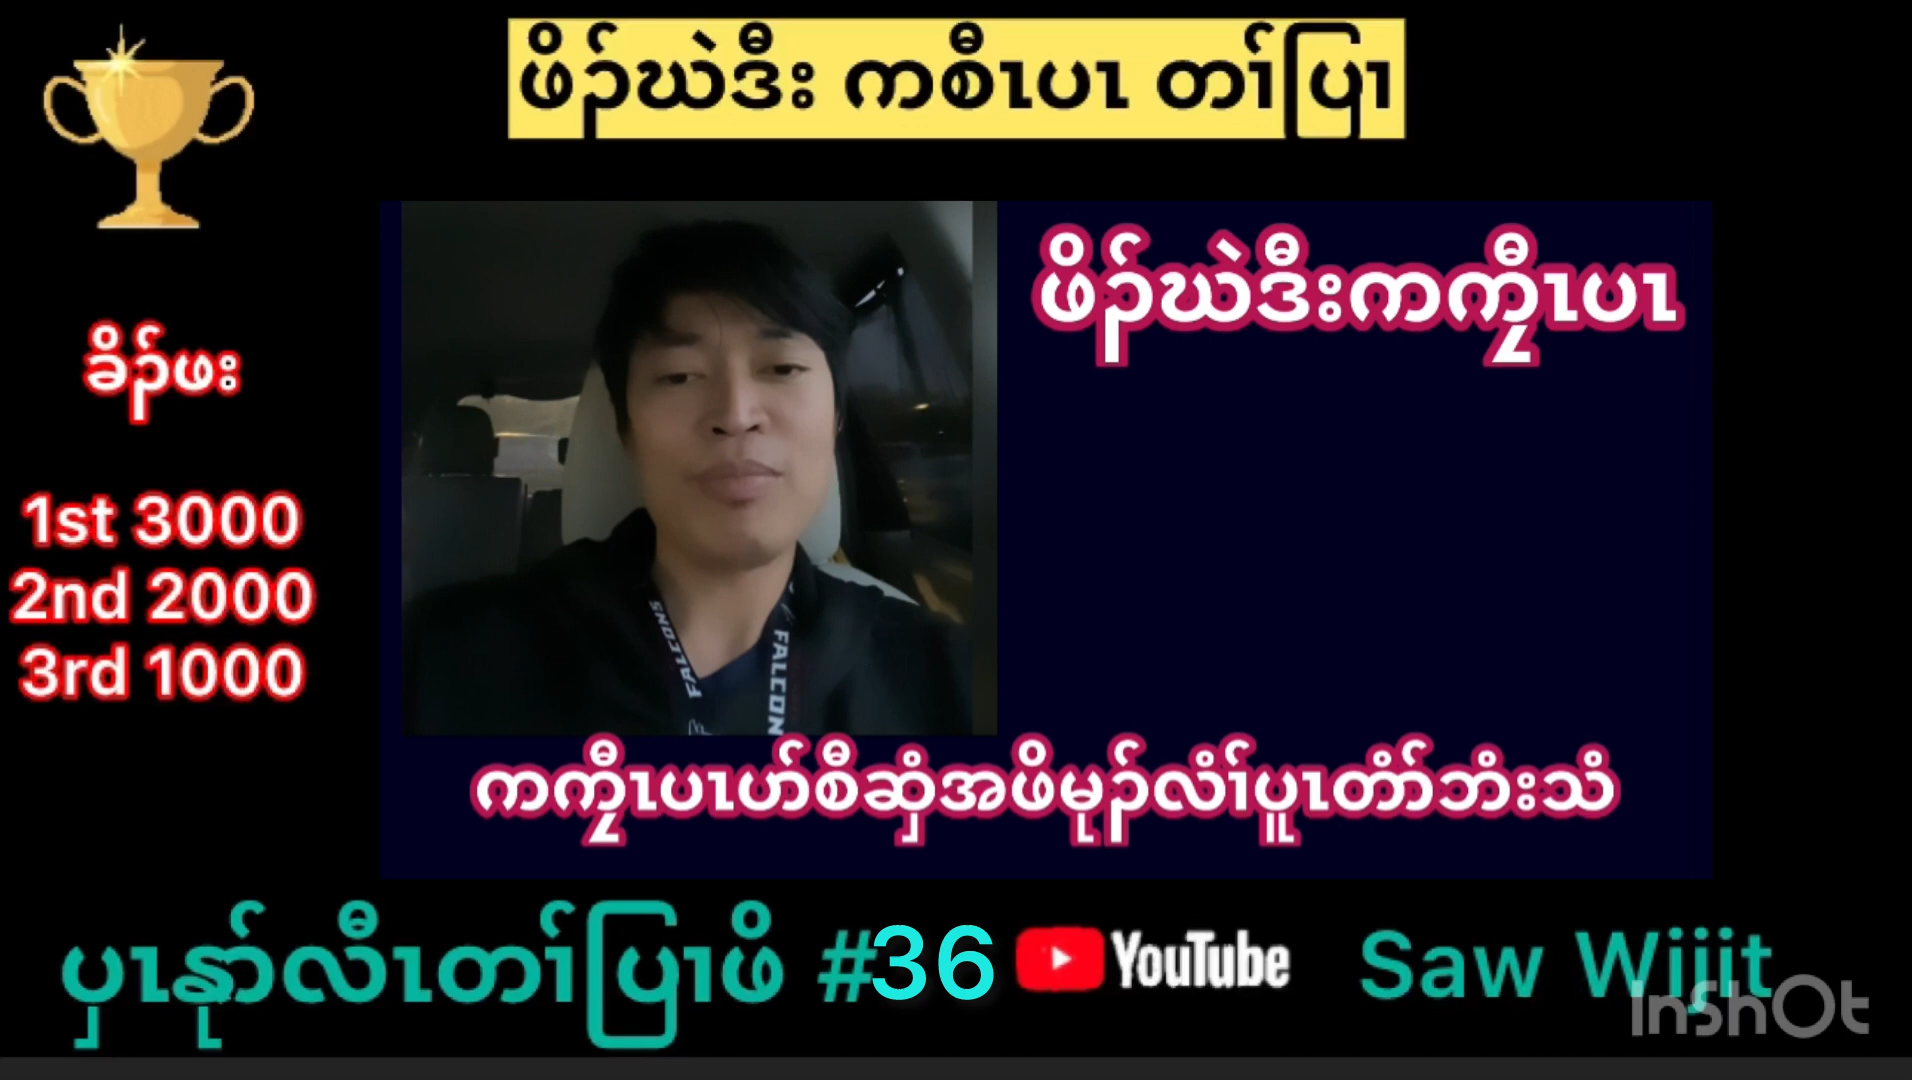 ဖိၣ်ဃဲဒီး ကစီၤပၤ တၢ်ပြၢ
ဖိၣ်ဃဲဒီးကကွီၤပၤ
ခိၣ်ဖး
1st 3000
2nd 2000
3rd 1000
FALCONS
FALCON
ကကွီၤပၤဟ်စီဆှံအဖိမုၣ်လံၢ်ပူၤတံာ်ဘံးသံ
ပှၤနုာ်လီၤတၢ်ပြၢဖိ #36 YouTube Saw Wijit
InShOt